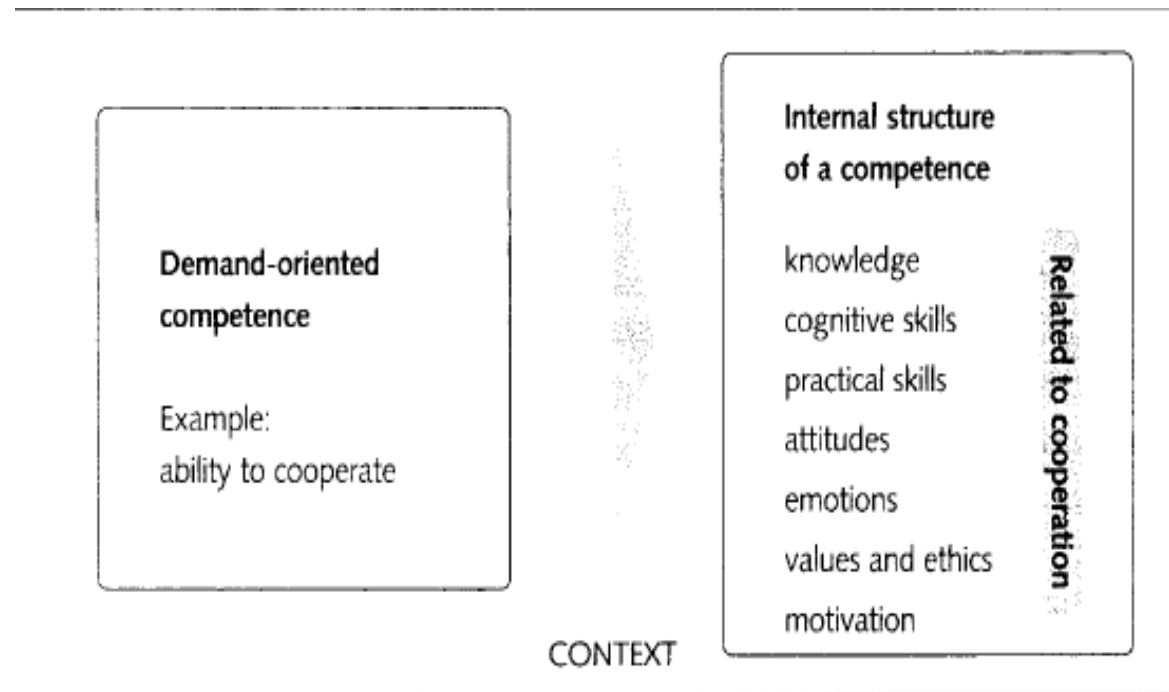 Demand-oriented
competence
Example:
ability to cooperate
Internal structure
of a competence
knowledge
cognitive skills
practical skills
attitudes
emotions
values and ethics
motivation
Related to cooperation
CONTEXT